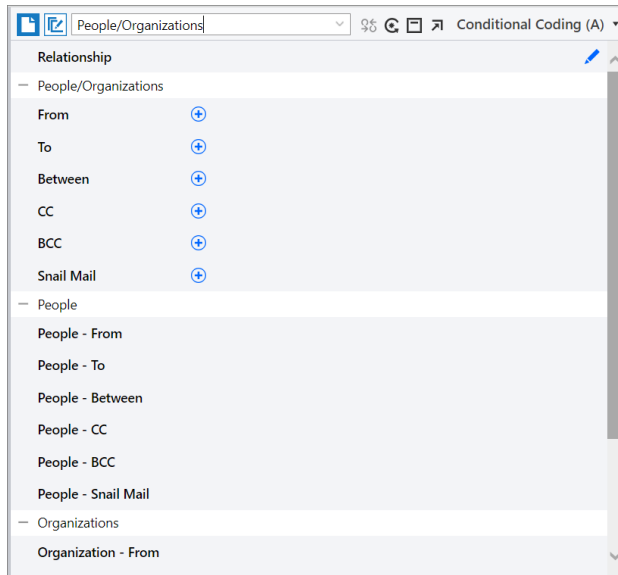 People/Organizations Conditional Coding (A)
Relationship
People/Organizations
From
To
Between
CC
BCC
Snail Mail
People
People - From
People - To
People - Between
People - CC
People - BCC
People - Snail Mail
Organizations
Organization - From